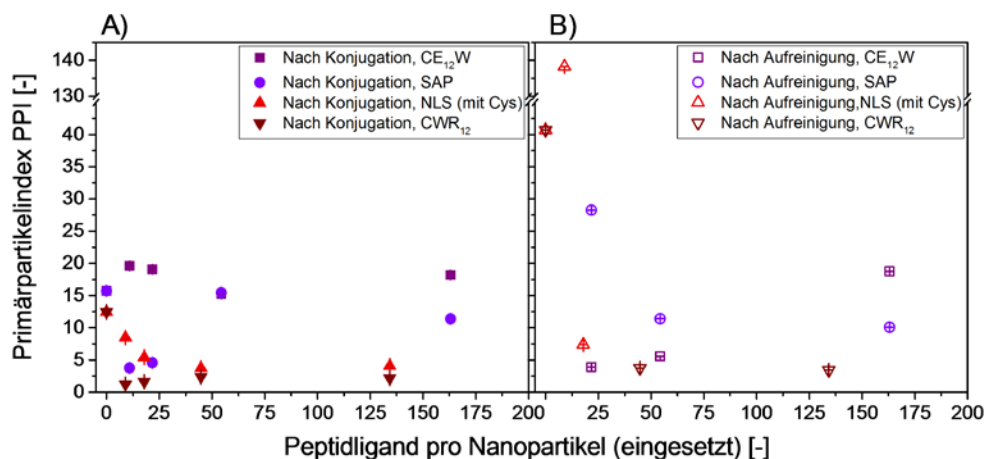 A)
B)
Nach Konjugation, CE₁₂W
Nach Konjugation, SAP
Nach Konjugation, NLS (mit Cys)
Nach Konjugation, CWR₁₂
Nach Aufreinigung, CE₁₂W
Nach Aufreinigung, SAP
Nach Aufreinigung,NLS (mit Cys)
Nach Aufreinigung, CWR₁₂
Primärpartikelindex PPI [-]
140
130
40
35
30
25
20
15
10
5
0
0 25 50 75 100 125 150 175 200
0 25 50 75 100 125 150 175 200
Peptidligand pro Nanopartikel (eingesetzt) [-]